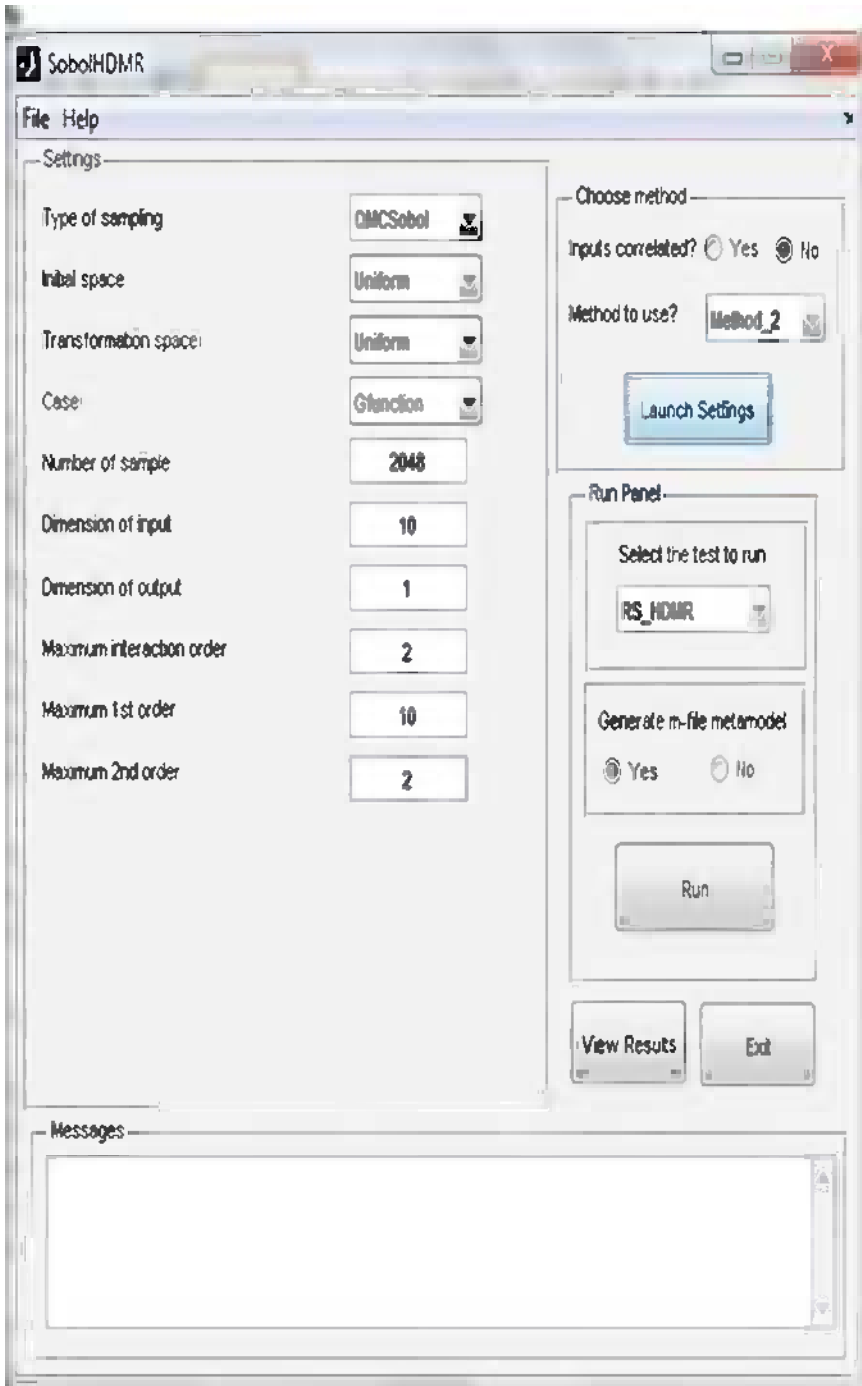 SobolHDMR
File Help
Settings
Type of sampling QMCSobol
Initial space Uniform
Transformation space Uniform
Case Gfunction
Number of sample 2048
Dimension of input 10
Dimension of output 1
Maximum interaction order 2
Maximum 1st order 10
Maximum 2nd order 2
Choose method
Inputs correlated? Yes No
Method to use? Method_2
Launch Settings
Run Panel
Select the test to run
RS_HDMR
Generate m-file metamodel
Yes No
Run
View Results Exit
Messages